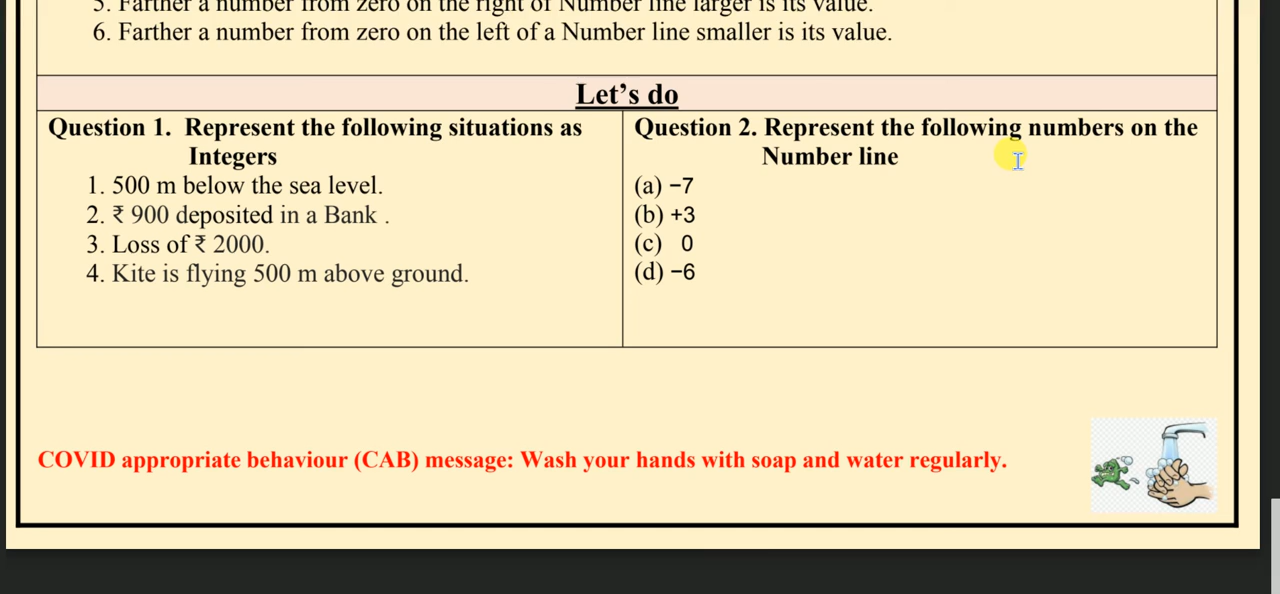 5. Farther a number from zero on the right of Number line larger is its value.
6. Farther a number from zero on the left of a Number line smaller is its value.
Let’s do
Question 1. Represent the following situations as
Integers
1. 500 m below the sea level.
2. ₹ 900 deposited in a Bank .
3. Loss of ₹ 2000.
4. Kite is flying 500 m above ground.
Question 2. Represent the following numbers on the
Number line
(a) −7
(b) +3
(c) 0
(d) −6
COVID appropriate behaviour (CAB) message: Wash your hands with soap and water regularly.